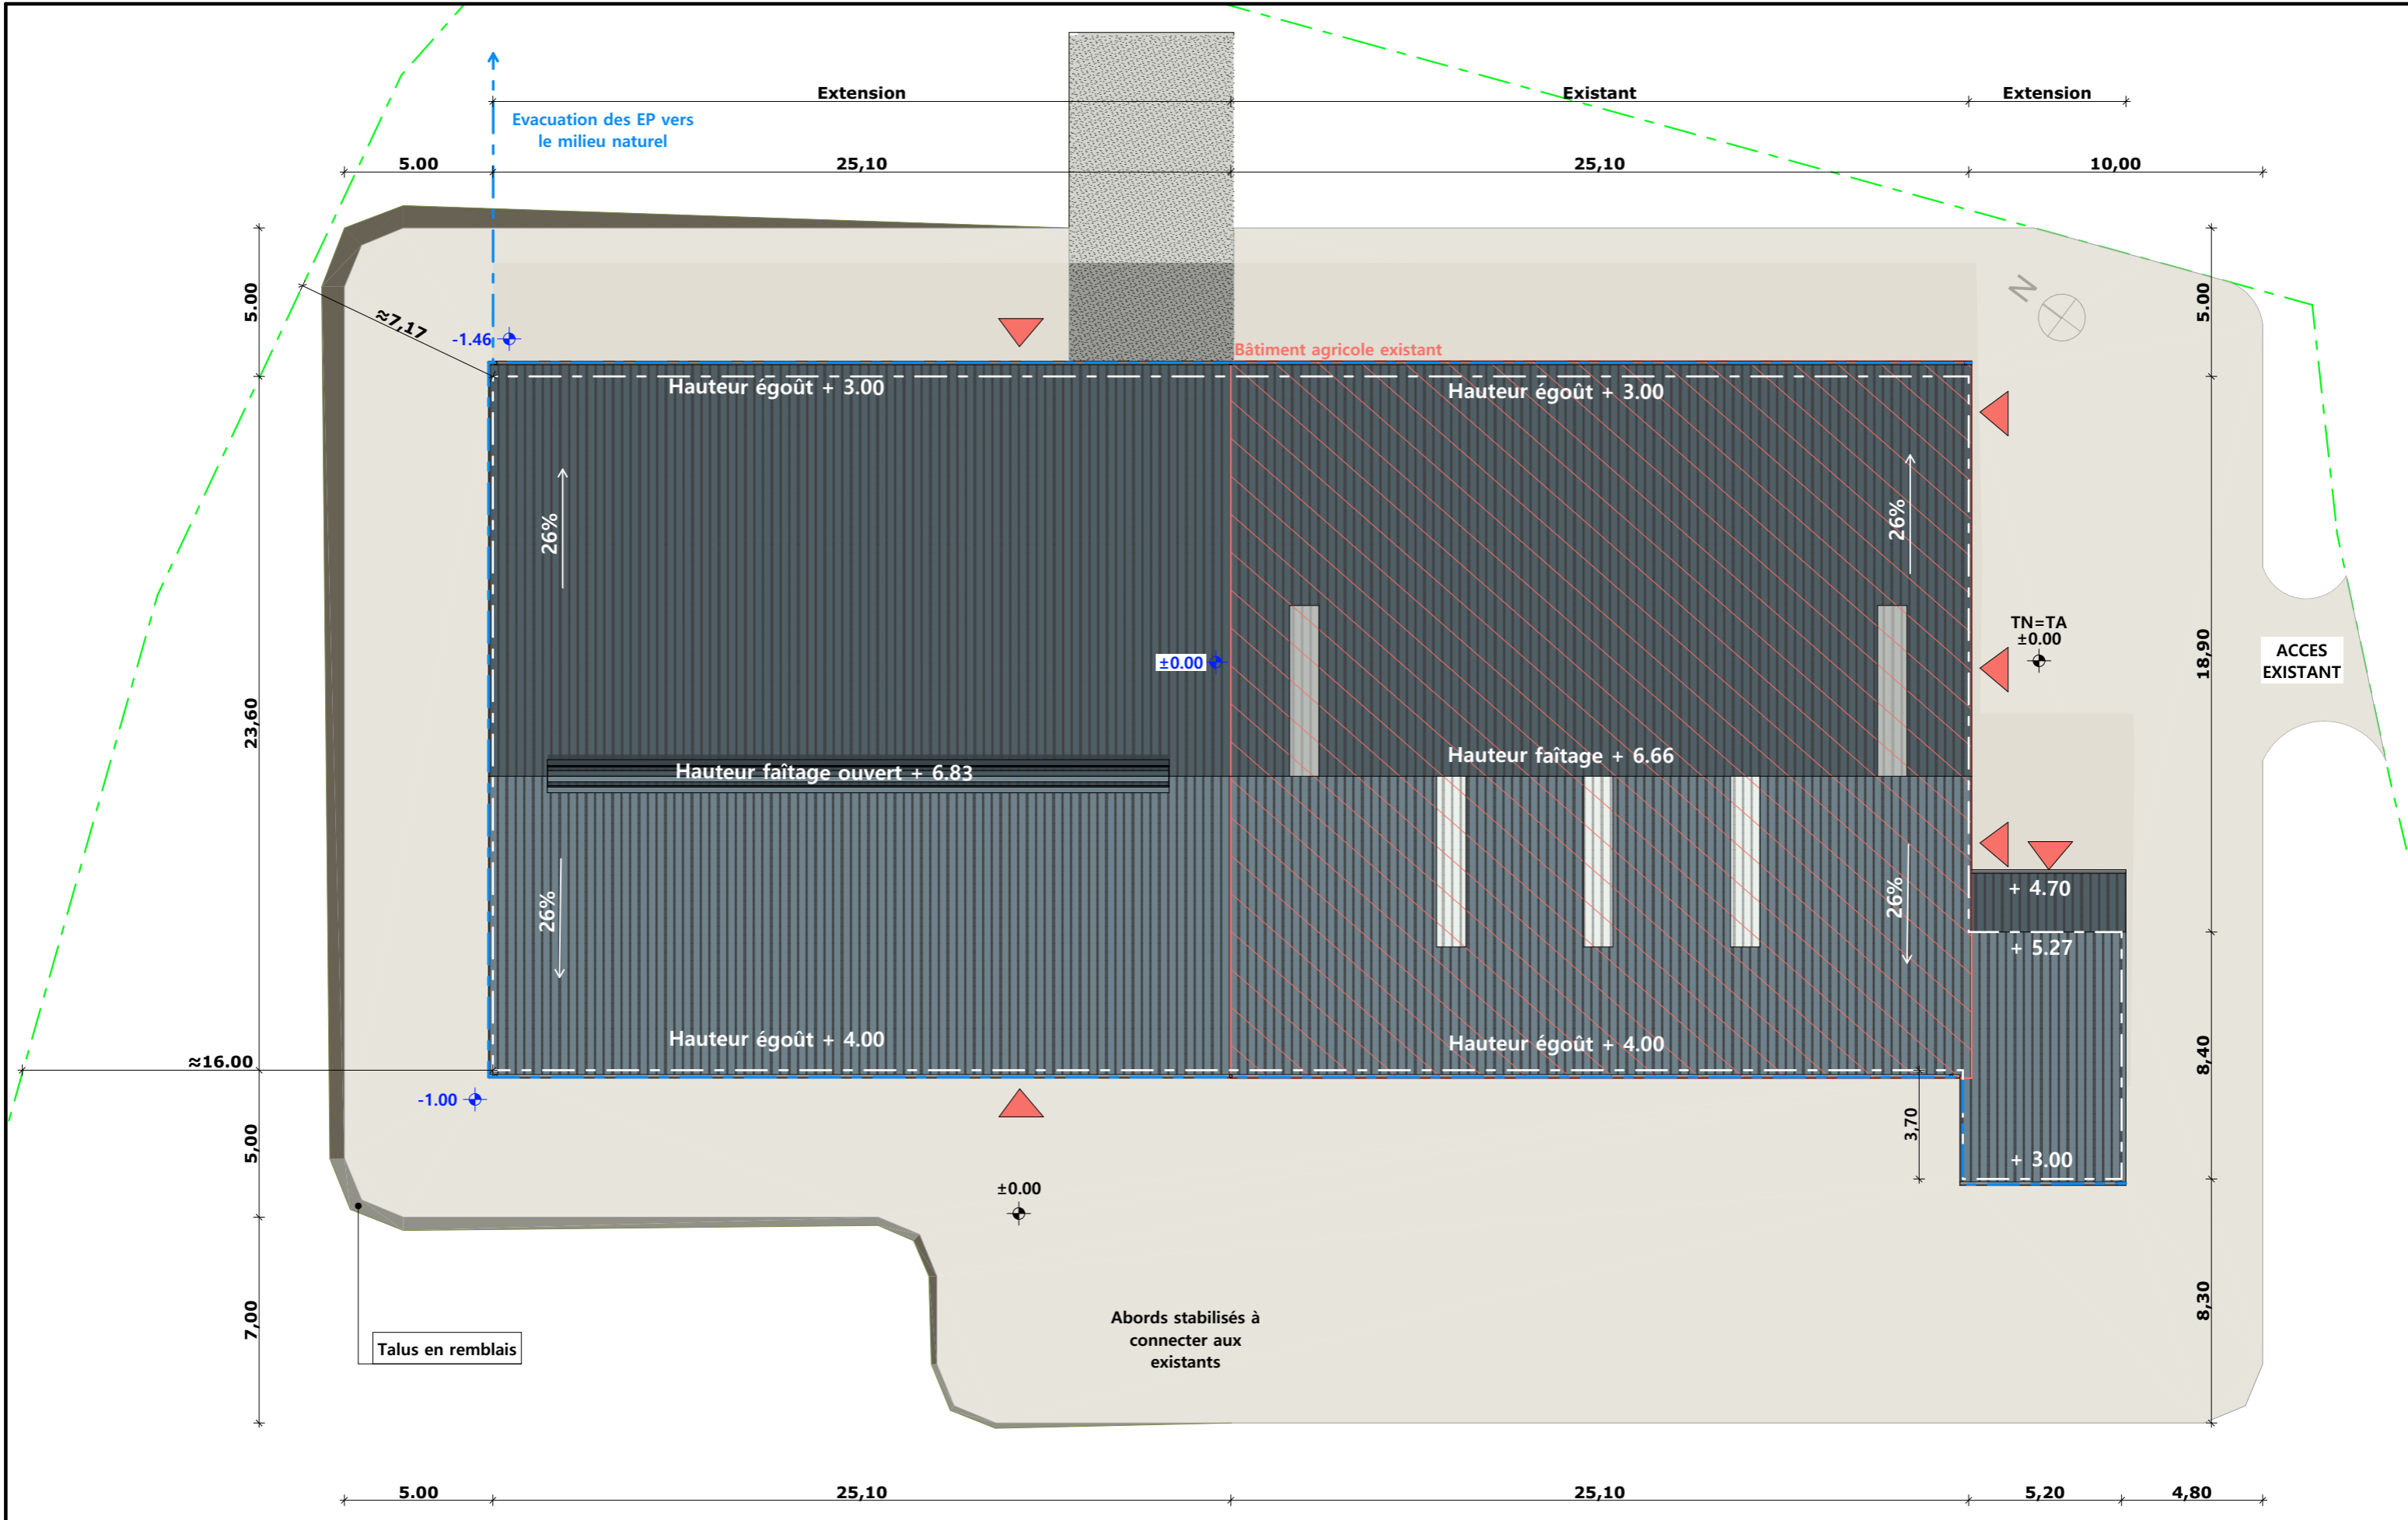 Extension
Existant
Extension
Evacuation des EP vers
le milieu naturel
5.00
25,10
25,10
10,00
5.00
≈7,17
-1.46
N
5.00
Bâtiment agricole existant
Hauteur égoût + 3.00
Hauteur égoût + 3.00
26%
26%
±0.00
TN=TA
±0.00
18,90
ACCES
EXISTANT
23,60
Hauteur faîtage ouvert + 6.83
Hauteur faîtage + 6.66
26%
26%
+ 4.70
+ 5.27
Hauteur égoût + 4.00
Hauteur égoût + 4.00
8,40
≈16.00
-1.00
3,70
5,00
+ 3.00
±0.00
7,00
8,30
Talus en remblais
Abords stabilisés à
connecter aux
existants
5.00
25,10
25,10
5,20
4,80